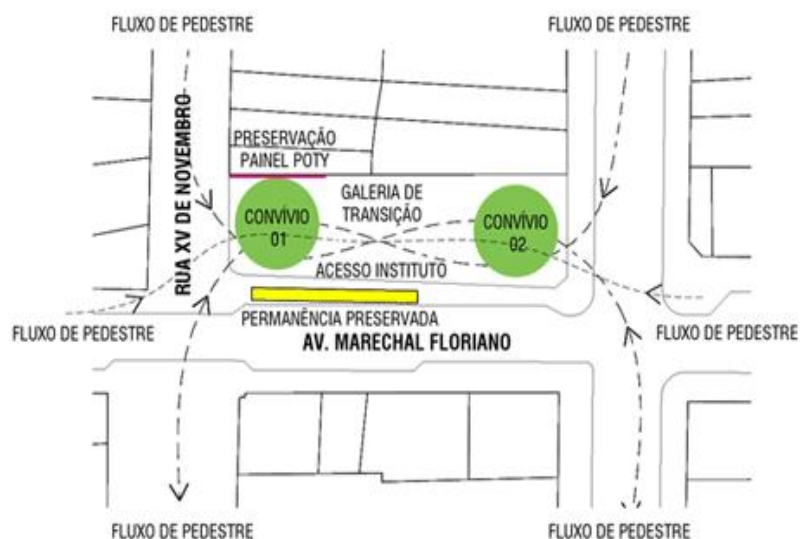 FLUXO DE PEDESTRE
FLUXO DE PEDESTRE
RUA XV DE NOVEMBRO
PRESERVAÇÃO
PAINEL POTY
CONVÍVIO
01
GALERIA DE
TRANSIÇÃO
CONVÍVIO
02
ACESSO INSTITUTO
PERMANÊNCIA PRESERVADA
FLUXO DE PEDESTRE
AV. MARECHAL FLORIANO
FLUXO DE PEDESTRE
FLUXO DE PEDESTRE
FLUXO DE PEDESTRE